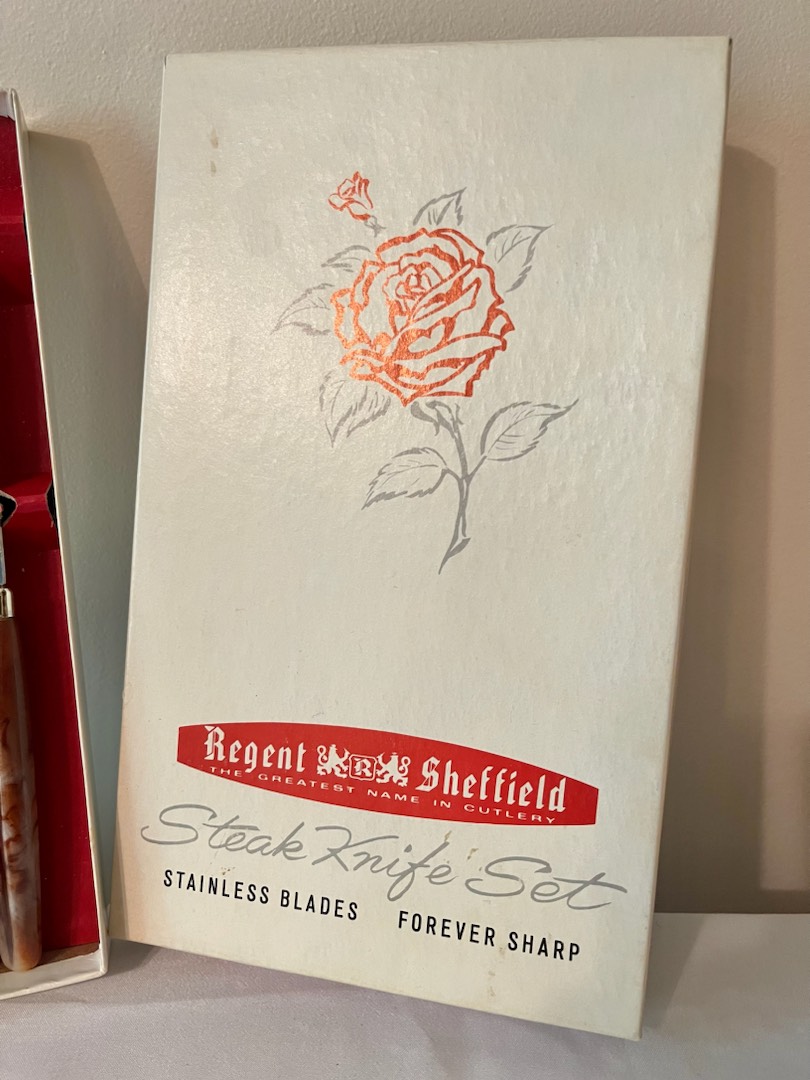 Regent R Sheffield
THE GREATEST NAME IN CUTLERY
Steak Knife Set
STAINLESS BLADES FOREVER SHARP